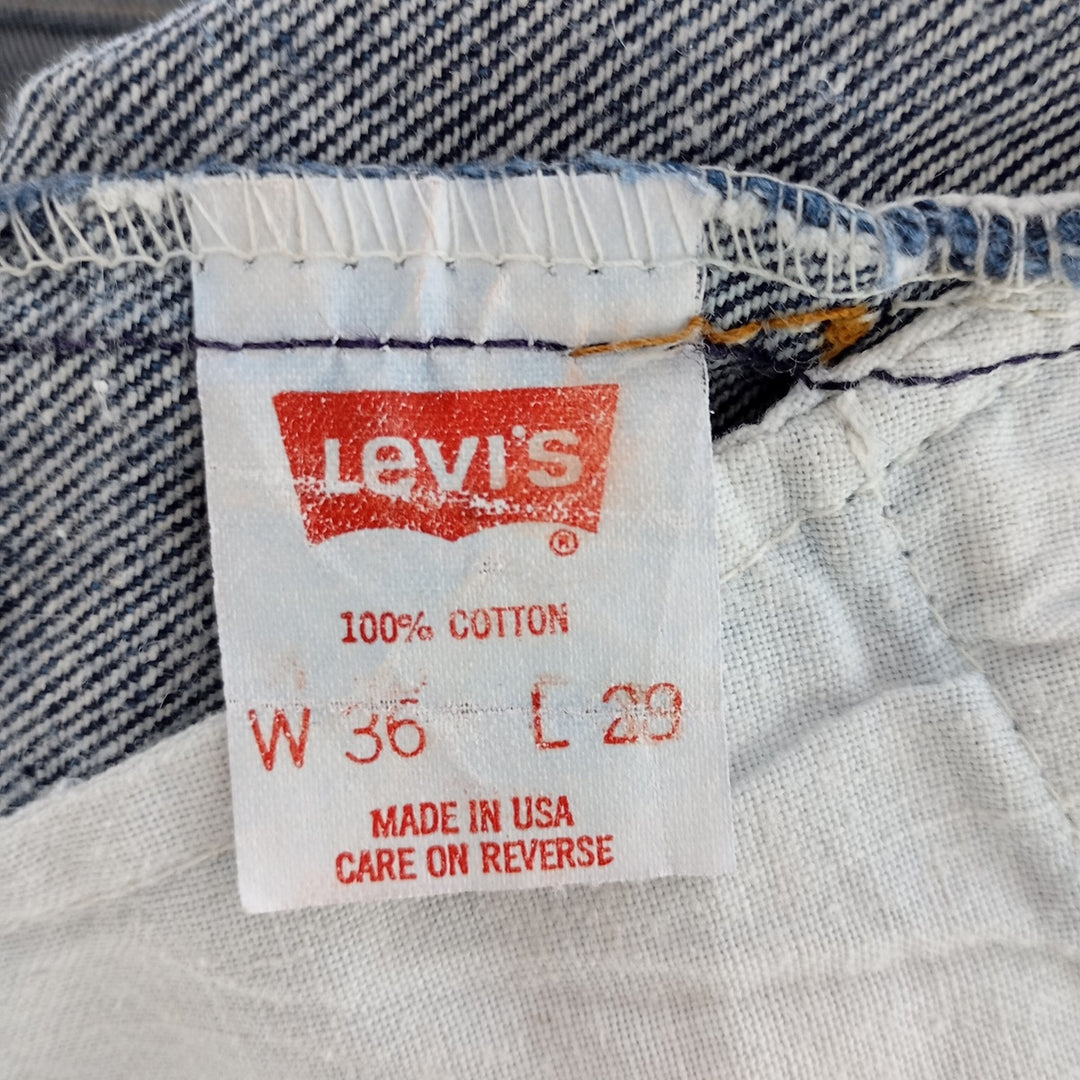 Levi's
®
100% COTTON
W 36 L 29
MADE IN USA
CARE ON REVERSE